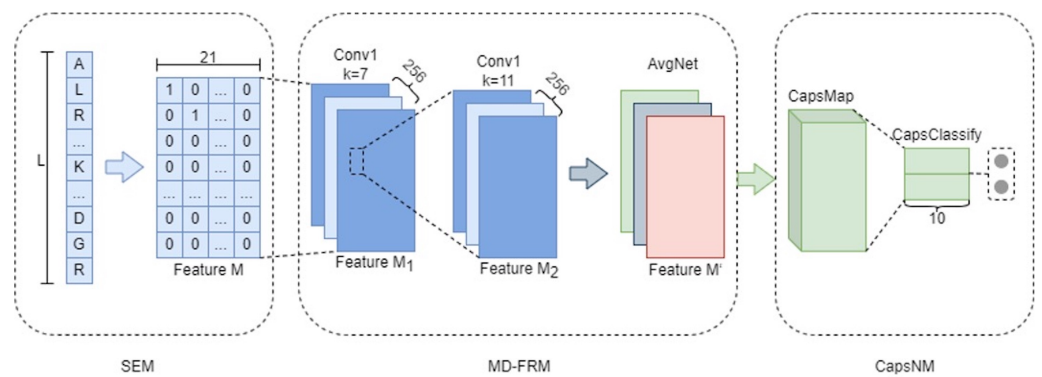 L
A
L
R
...
K
...
D
G
R
21
1 0 ... 0
0 1 ... 0
0 0 ... 0
0 0 ... 0
... ... ... ...
0 0 ... 0
0 0 ... 0
Feature M
SEM
Conv1
k=7
256
Feature M1
Conv1
k=11
256
Feature M2
AvgNet
Feature M‘
MD-FRM
CapsMap
CapsClassify
10
CapsNM